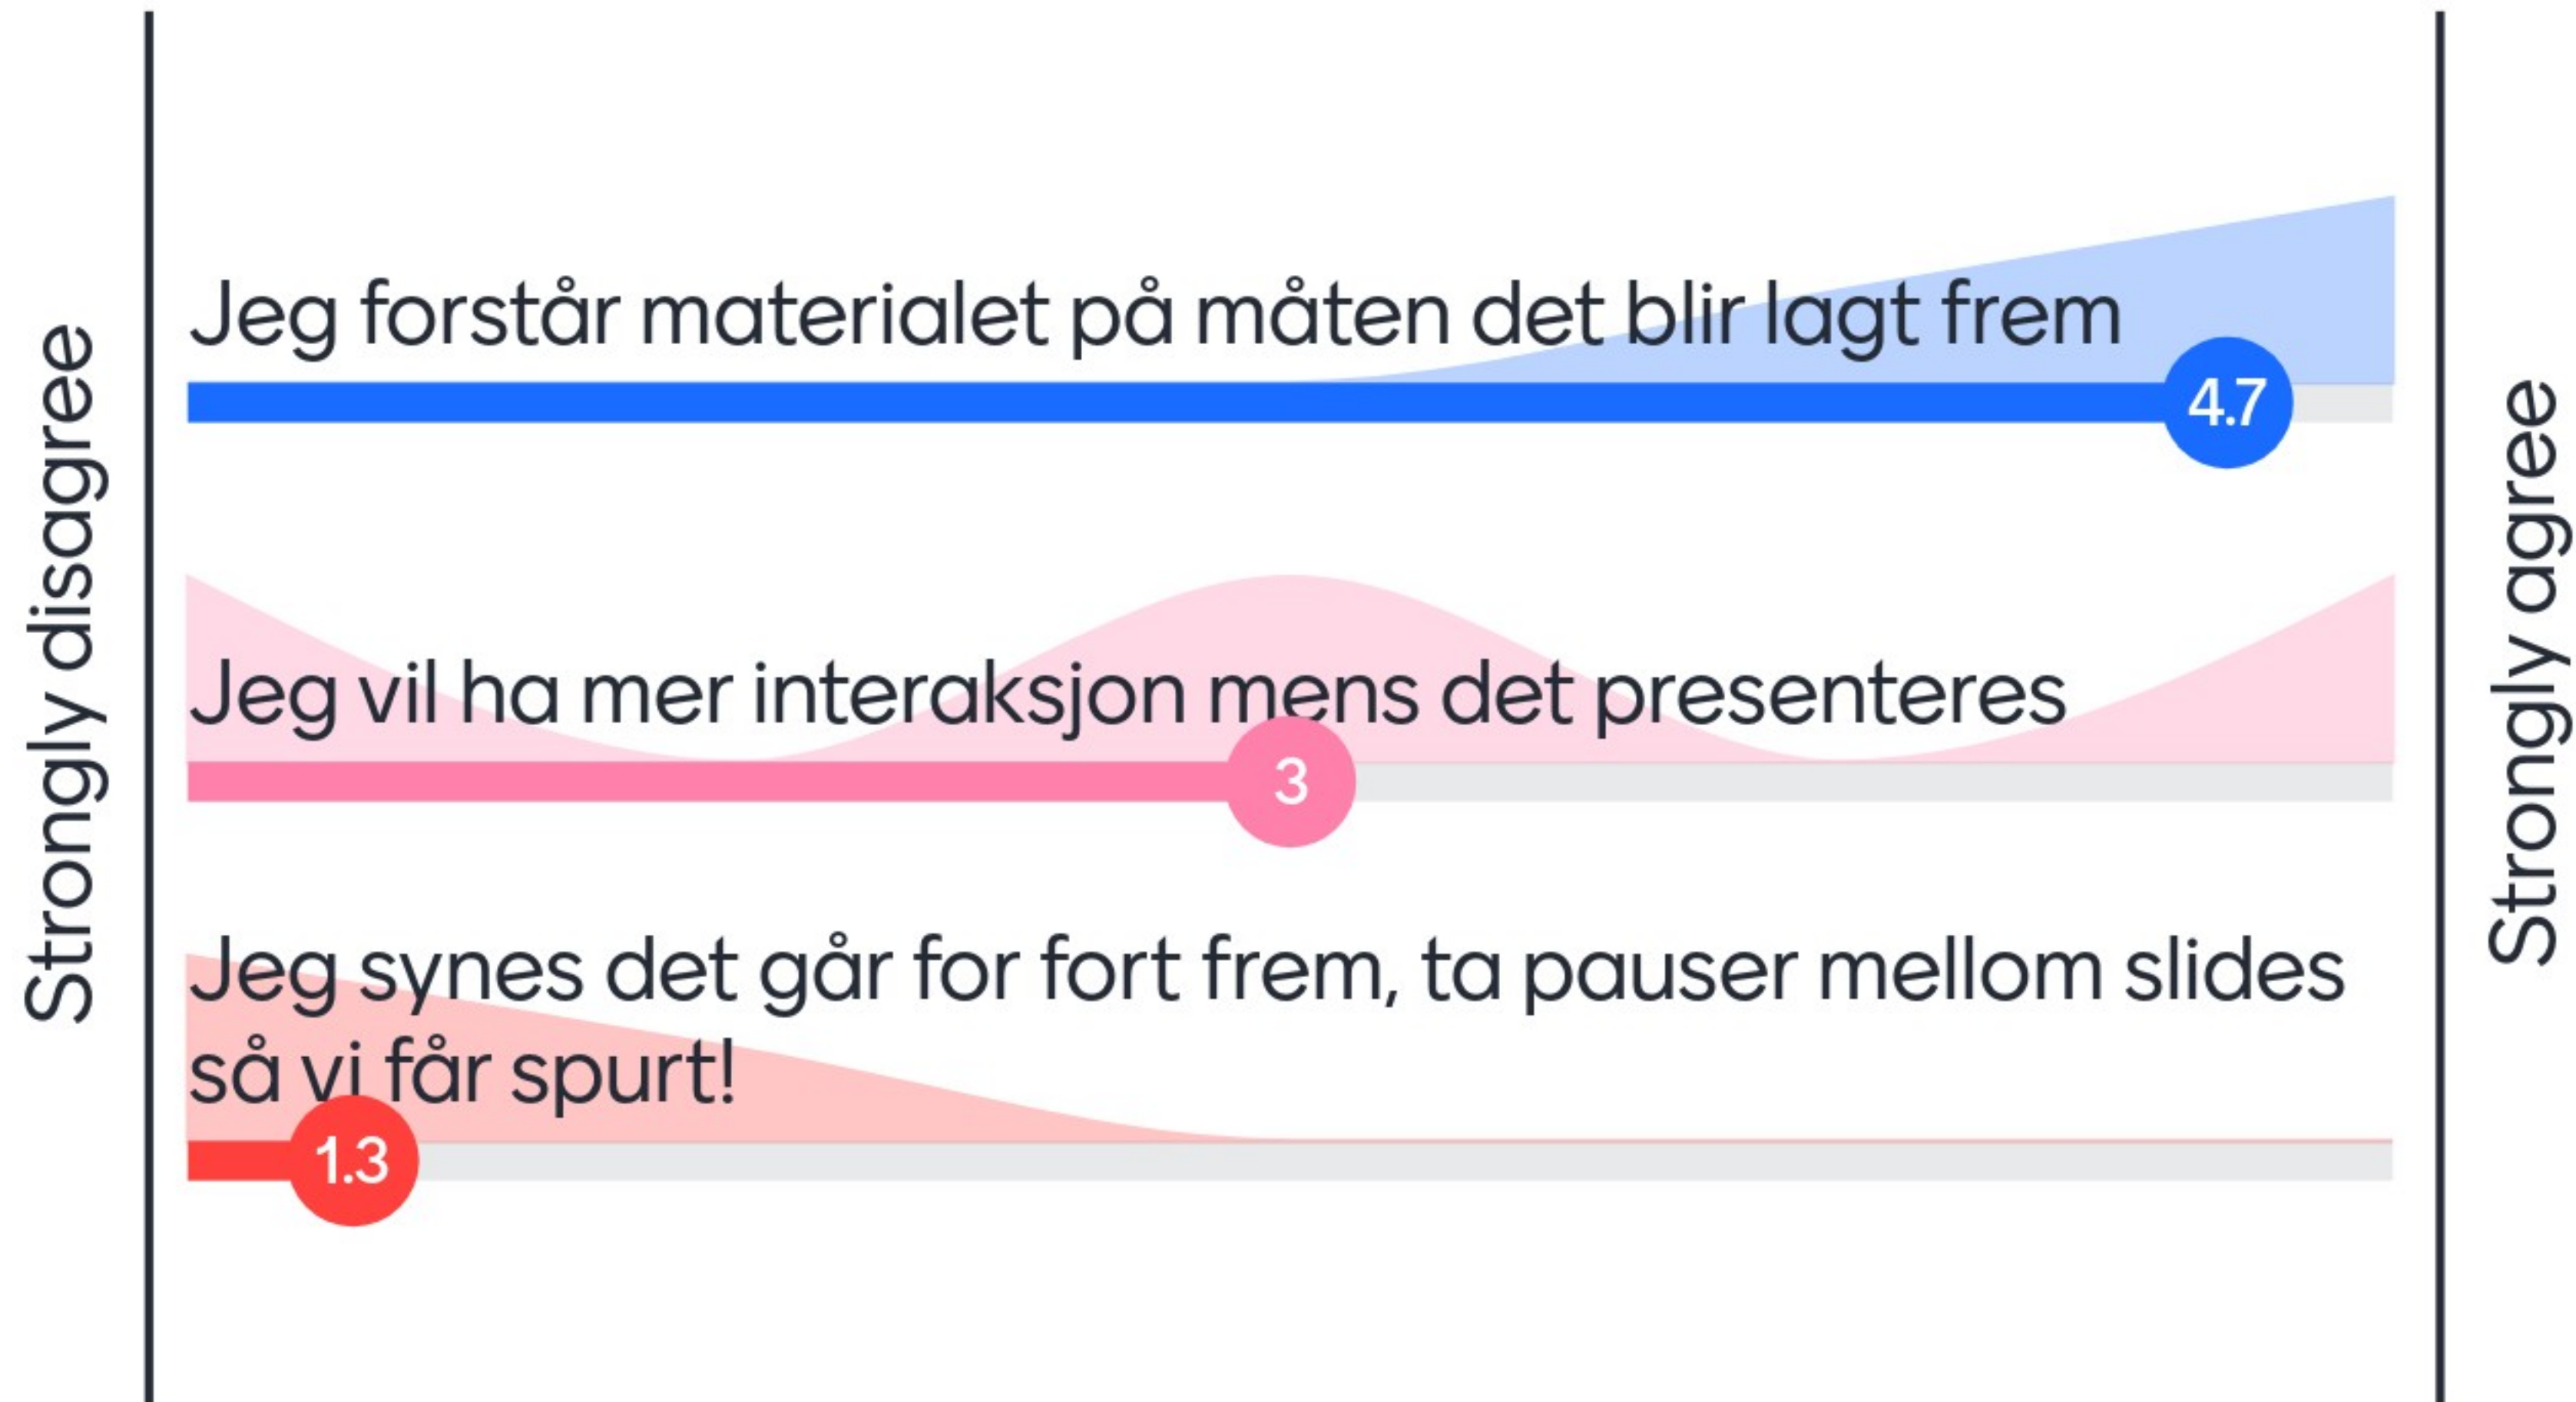 Strongly disagree
Jeg forstår materialet på måten det blir lagt frem
4.7
Jeg vil ha mer interaksjon mens det presenteres
3
Jeg synes det går for fort frem, ta pauser mellom slides
så vi får spurt!
1.3
Strongly agree